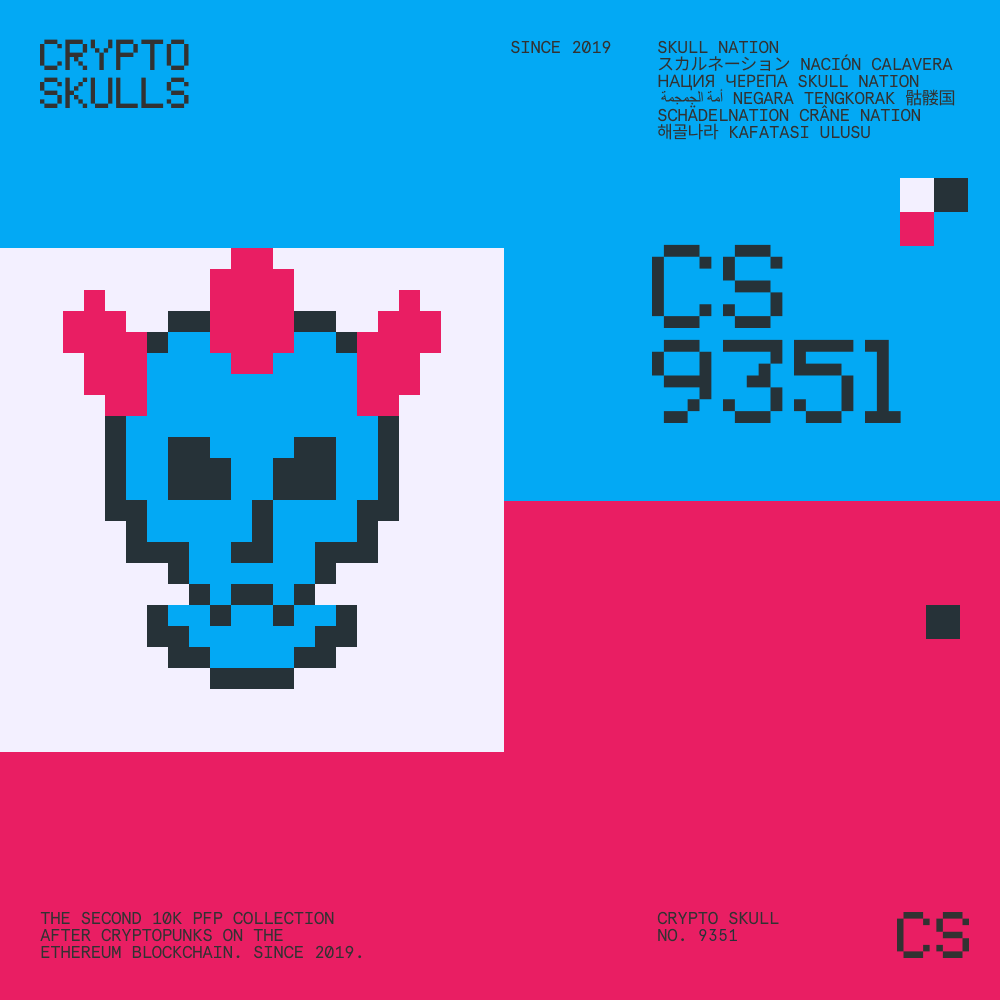 CRYPTO
SKULLS
SINCE 2019
SKULL NATION
スカルネーション NACIÓN CALAVERA
НАЦИЯ ЧЕРЕПА SKULL NATION
أمة الجمجمة NEGARA TENGKORAK 骷髅国
SCHÄDELNATION CRÂNE NATION
해골나라 KAFATASI ULUSU
CS
9351
THE SECOND 10K PFP COLLECTION
AFTER CRYPTOPUNKS ON THE
ETHEREUM BLOCKCHAIN. SINCE 2019.
CRYPTO SKULL
NO. 9351
CS